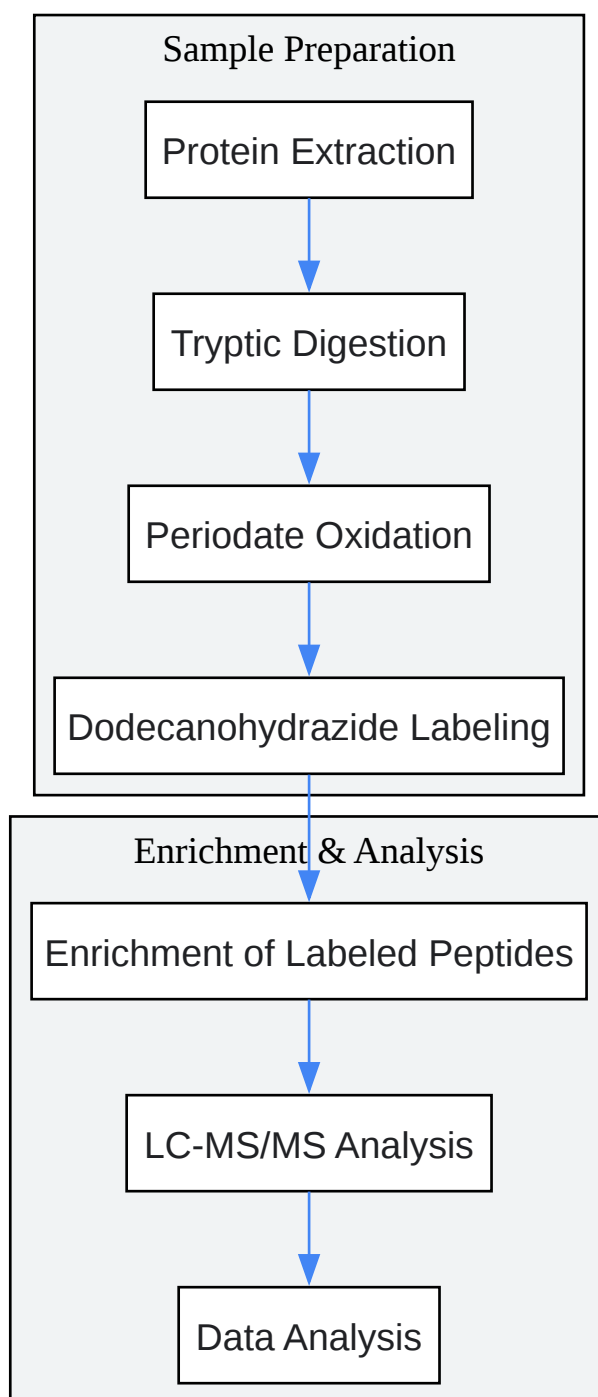 Sample Preparation
Protein Extraction
Tryptic Digestion
Periodate Oxidation
Dodecanohydrazide Labeling
Enrichment & Analysis
Enrichment of Labeled Peptides
LC-MS/MS Analysis
Data Analysis